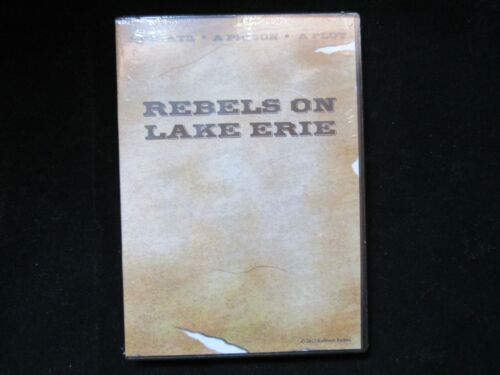 • A PRISON • A PLOT
REBELS ON
LAKE ERIE